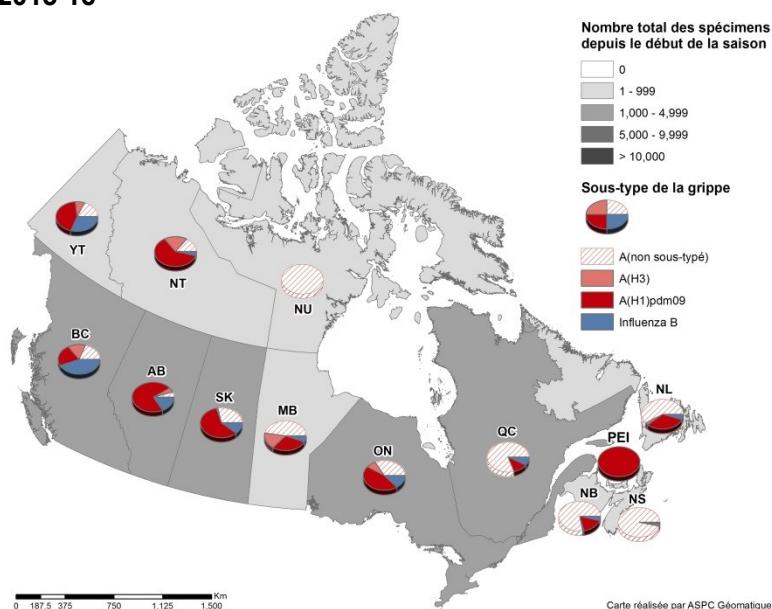 Nombre total des spécimens
depuis le début de la saison
0
1 - 999
1,000 - 4,999
5,000 - 9,999
> 10,000
Sous-type de la grippe
A(non sous-typé)
A(H3)
A(H1)pdm09
Influenza B
YT
NT
NU
BC
AB
SK
MB
ON
QC
NL
PEI
NB
NS
Km
0 187.5 375 750 1.125 1.500
Carte réalisée par ASPC Géomatique